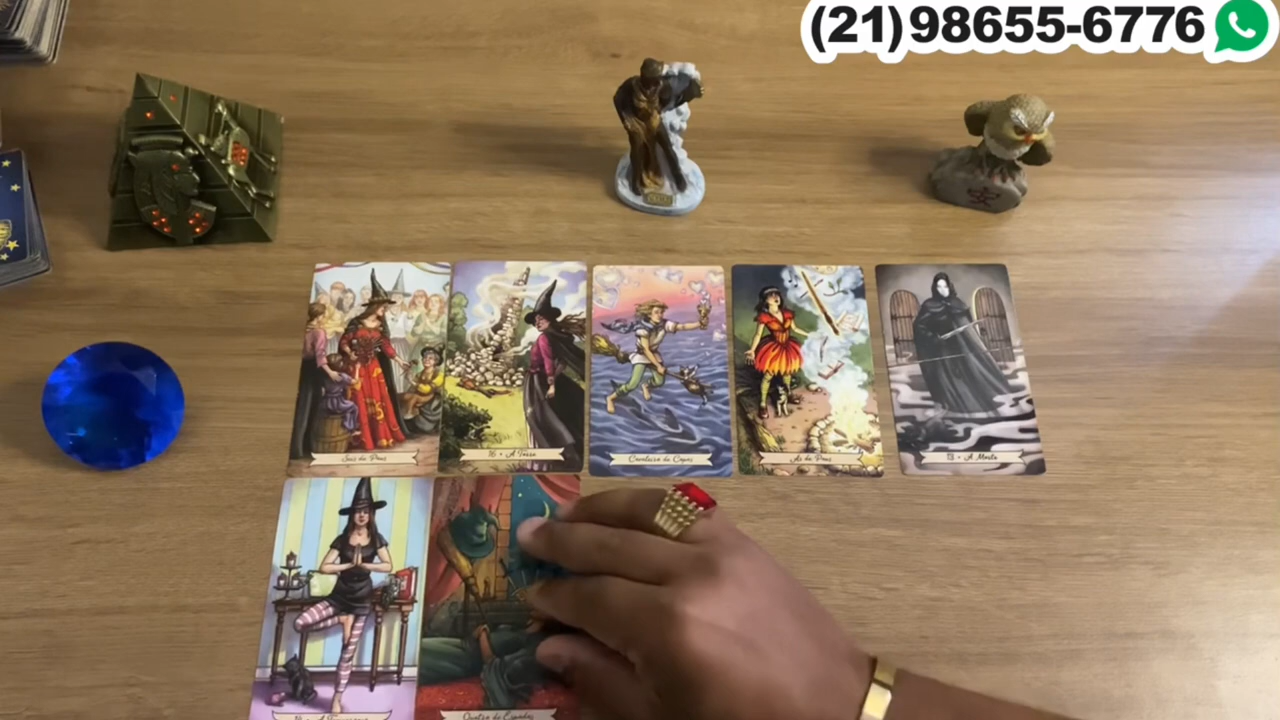 (21)98655-6776
Seis de Paus
16 • A Torre
Cavaleiro de Copas
Ás de Paus
13 • A Morte
Quatro de Espadas